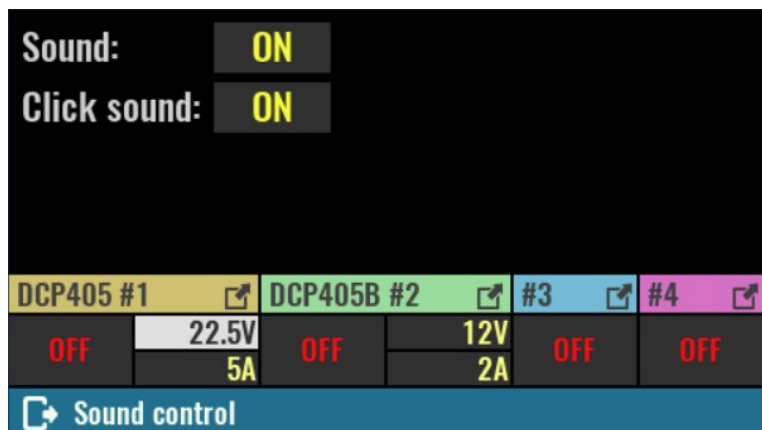 Sound: ON
Click sound: ON
DCP405 #1 DCP405B #2 #3 #4
OFF 22.5V OFF 12V OFF OFF
5A 2A
Sound control